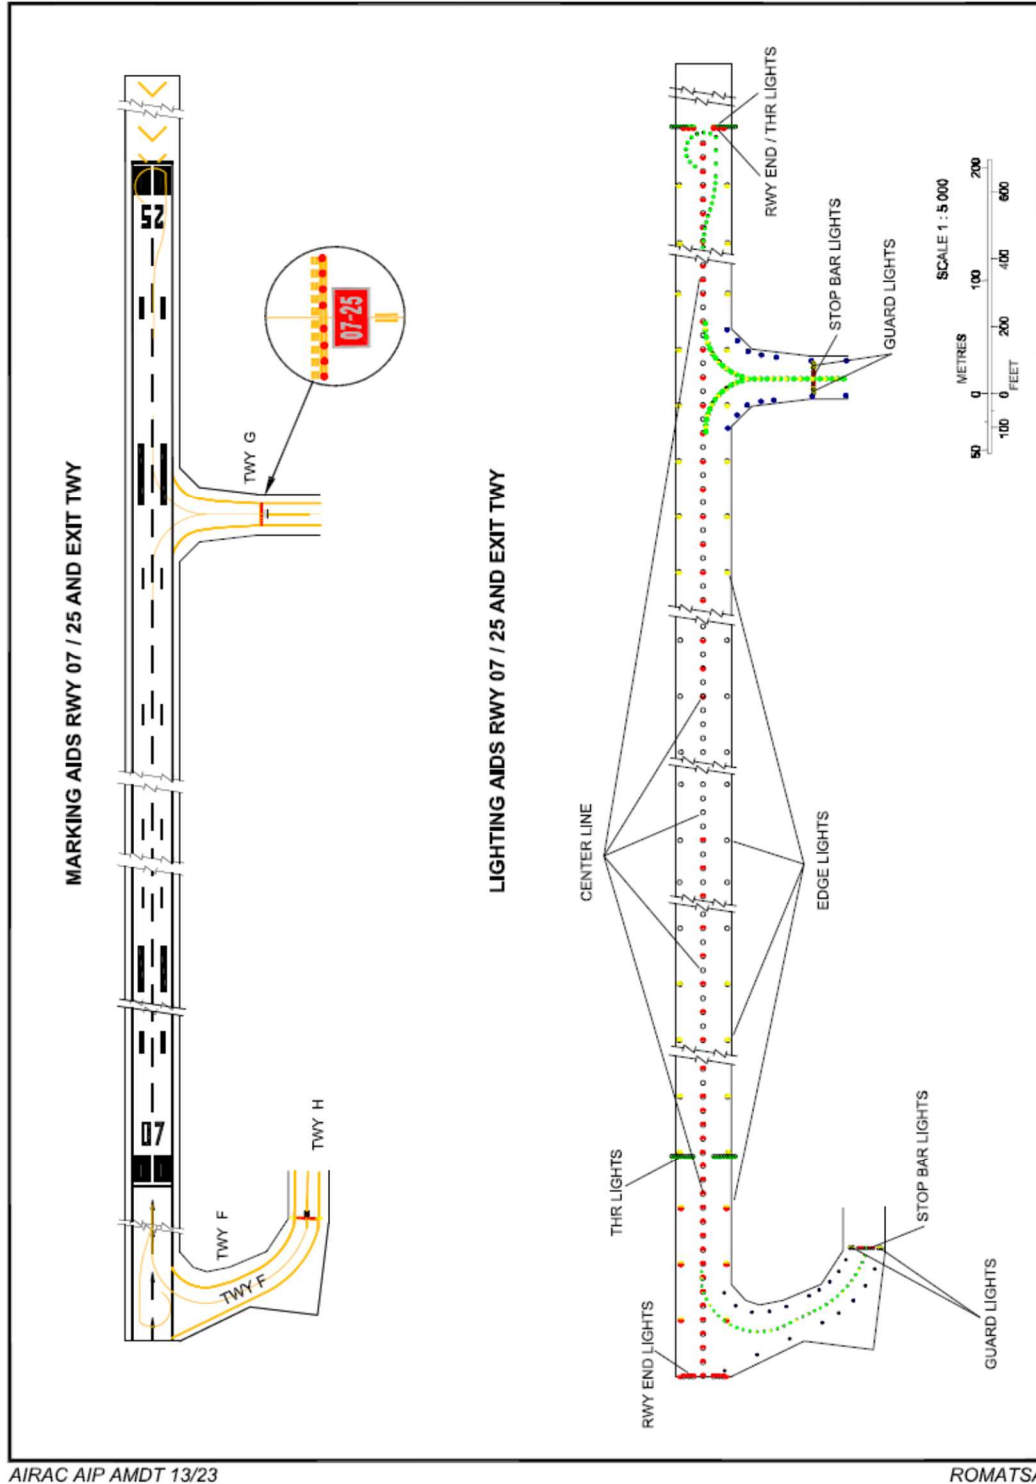 MARKING AIDS RWY 07 / 25 AND EXIT TWY
07
25
TWY F
TWY F
TWY H
TWY G
07-25
LIGHTING AIDS RWY 07 / 25 AND EXIT TWY
CENTER LINE
THR LIGHTS
RWY END LIGHTS
RWY END / THR LIGHTS
EDGE LIGHTS
STOP BAR LIGHTS
GUARD LIGHTS
STOP BAR LIGHTS
GUARD LIGHTS
SCALE 1 : 5 000
METRES
50 0 100 200
100 0 200 400 600
FEET
AIRAC AIP AMDT 13/23
ROMATSA